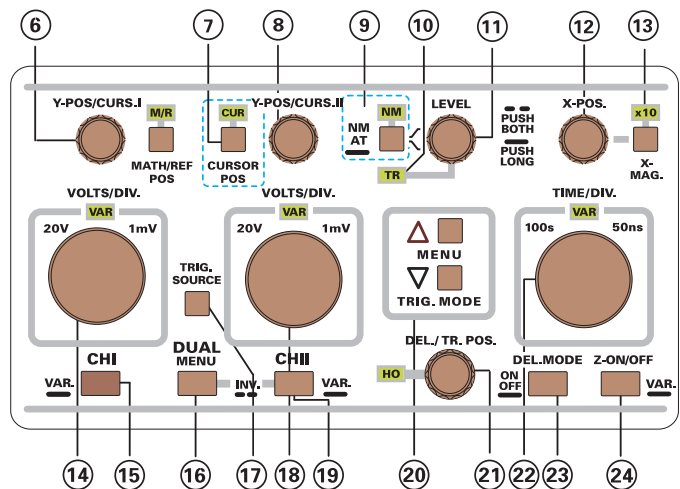 6 7 8 9 10 11 12 13
Y-POS/CURS.I
M/R
MATH/REF
POS
CUR
CURSOR
POS
Y-POS/CURS.II
NM
AT
NM
LEVEL
TR
PUSH
BOTH
PUSH
LONG
X-POS.
x10
X-
MAG.
VOLTS/DIV.
VAR
20V 1mV
TRIG.
SOURCE
VOLTS/DIV.
VAR
20V 1mV
MENU
TRIG. MODE
TIME/DIV.
VAR
100s 50ns
CHI
VAR.
DUAL
MENU
INV.
CHII
VAR.
DEL./ TR. POS.
HO
ON
OFF
DEL.MODE
Z-ON/OFF
VAR.
14 15 16 17 18 19 20 21 22 23 24